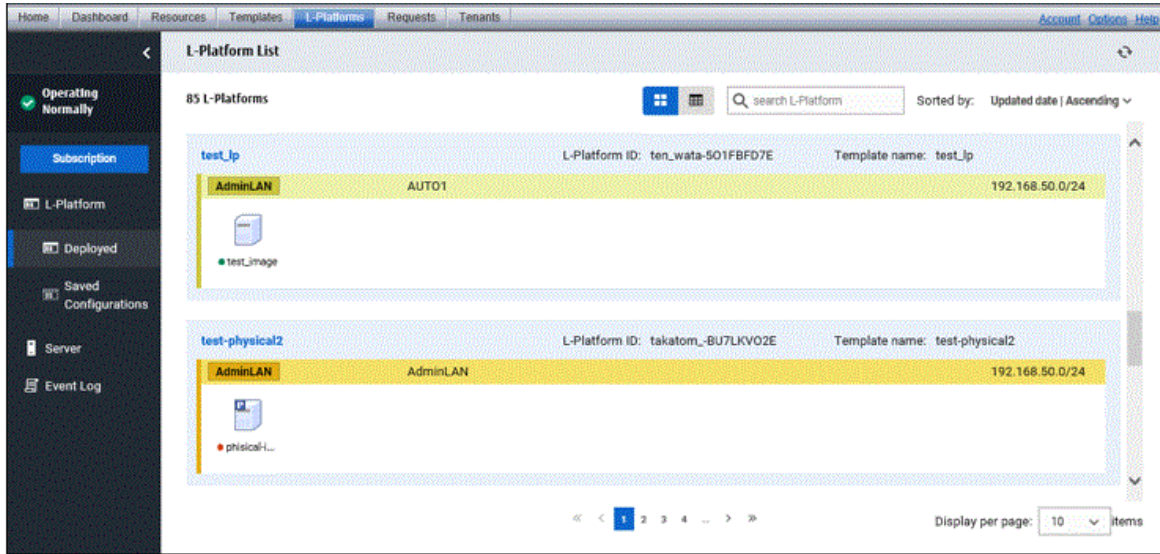 Home Dashboard Resources Templates L-Platforms Requests Tenants Account Options Help
L-Platform List
Operating
Normally
85 L-Platforms
search L-Platform
Sorted by: Updated date | Ascending
Subscription
test_lp L-Platform ID: ten_wata-5O1FBFD7E Template name: test_lp
AdminLAN AUTO1 192.168.50.0/24
L-Platform
Deployed
test_image
Saved
Configurations
test-physical2 L-Platform ID: takatom_-BU7LKVO2E Template name: test-physical2
Server
AdminLAN AdminLAN 192.168.50.0/24
Event Log
P
phisical-i...
« < 1 2 3 4 ... > »
Display per page: 10 items